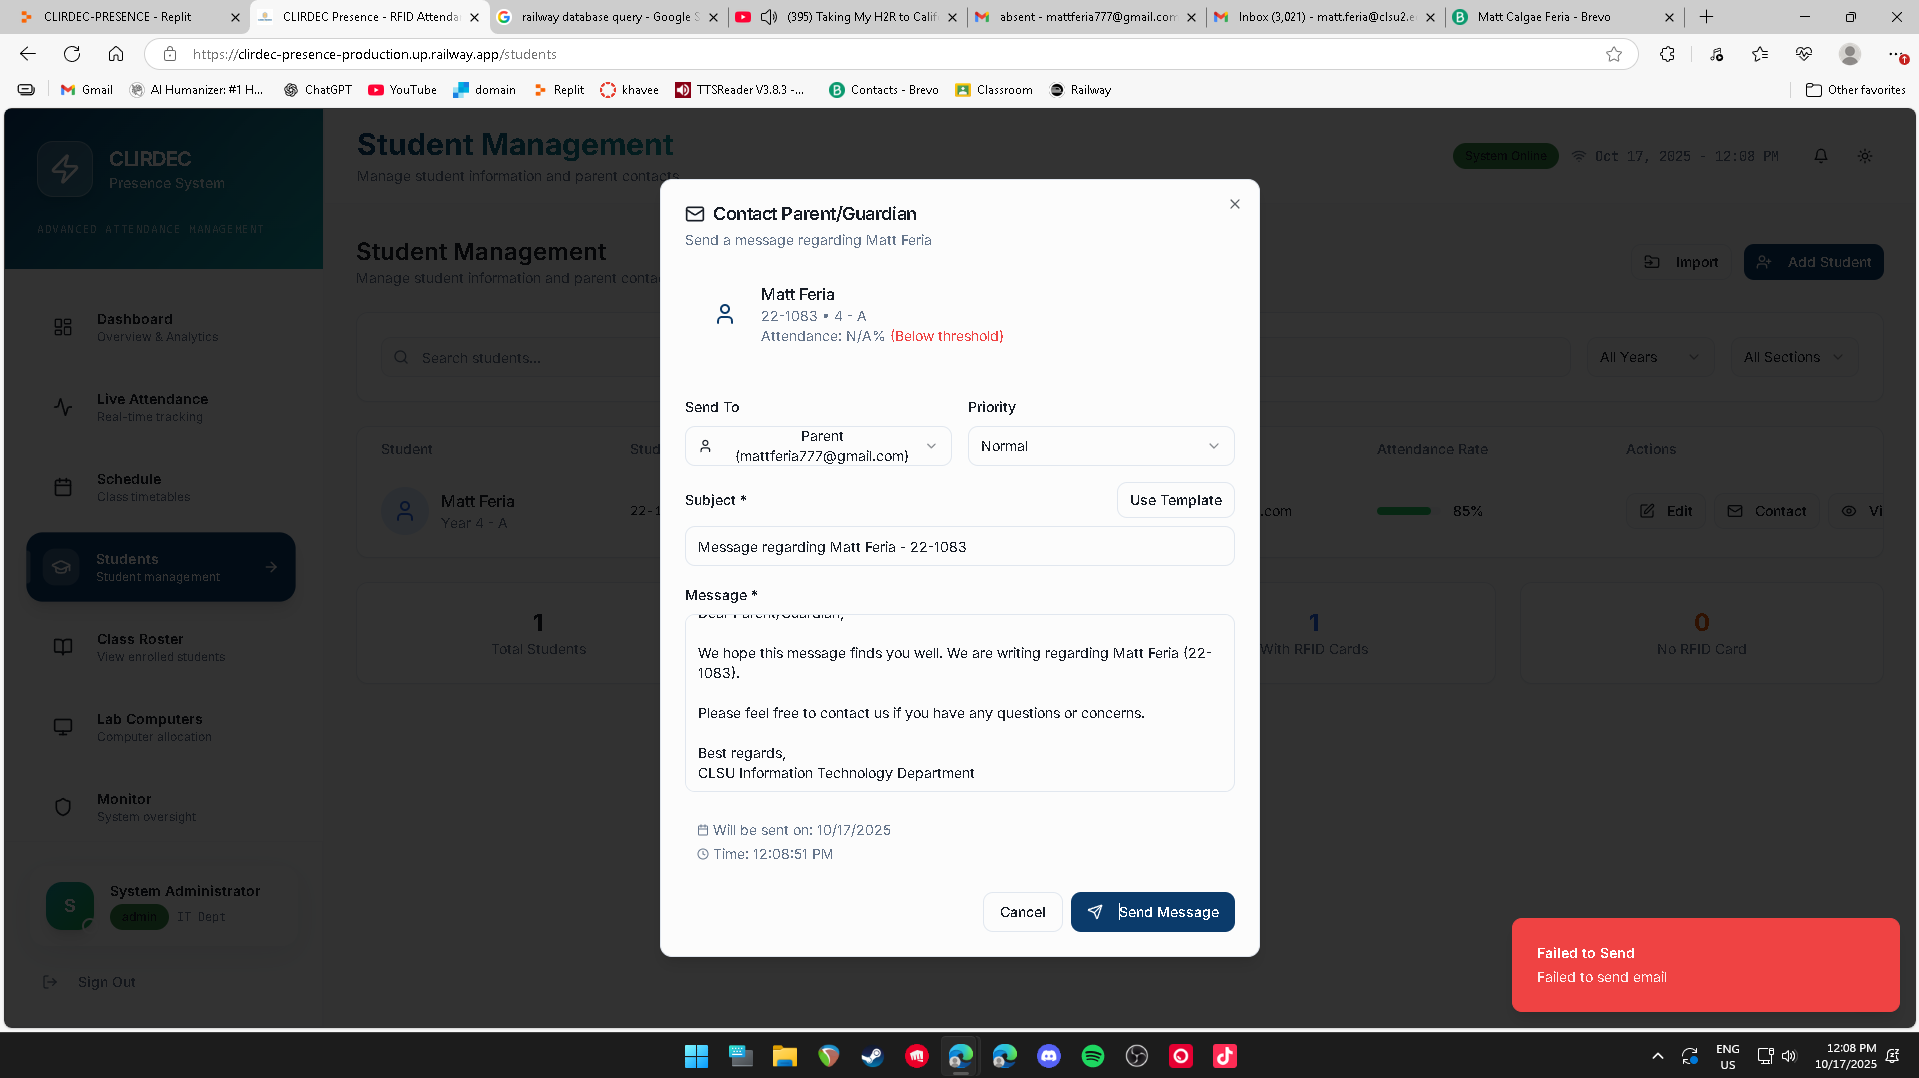 CLIRDEC-PRESENCE - Replit
CLIRDEC Presence - RFID Attenda
railway database query - Google S
(395) Taking My H2R to Calif
absent - mattferia777@gmail.com
Inbox (3,021) - matt.feria@clsu2.e
Matt Calgae Feria - Brevo
https://clirdec-presence-production.up.railway.app/students
Gmail
AI Humanizer: #1 H...
ChatGPT
YouTube
domain
Replit
khavee
TTSReader V3.8.3 -...
Contacts - Brevo
Classroom
Railway
Other favorites
CLIRDEC
Presence System
ADVANCED ATTENDANCE MANAGEMENT
Student Management
Manage student information and parent contacts
System Online
Oct 17, 2025 - 12:08 PM
Student Management
Manage student information and parent conta
Import
Add Student
Dashboard
Overview & Analytics
Live Attendance
Real-time tracking
Schedule
Class timetables
Students
Student management
Class Roster
View enrolled students
Lab Computers
Computer allocation
Monitor
System oversight
S
System Administrator
admin
IT Dept
Sign Out
Search students...
All Years
All Sections
Student
Stud
Attendance Rate
Actions
Matt Feria
Year 4 - A
22-1
.com
85%
Edit
Contact
Vi
1
Total Students
1
With RFID Cards
0
No RFID Card
Contact Parent/Guardian
Send a message regarding Matt Feria
Matt Feria
22-1083 • 4 - A
Attendance: N/A% (Below threshold)
Send To
Priority
Parent
(mattferia777@gmail.com)
Normal
Subject *
Use Template
Message regarding Matt Feria - 22-1083
Message *
Dear Parent/Guardian,
We hope this message finds you well. We are writing regarding Matt Feria (22-
1083).
Please feel free to contact us if you have any questions or concerns.
Best regards,
CLSU Information Technology Department
Will be sent on: 10/17/2025
Time: 12:08:51 PM
Cancel
Send Message
Failed to Send
Failed to send email
ENG
US
12:08 PM
10/17/2025